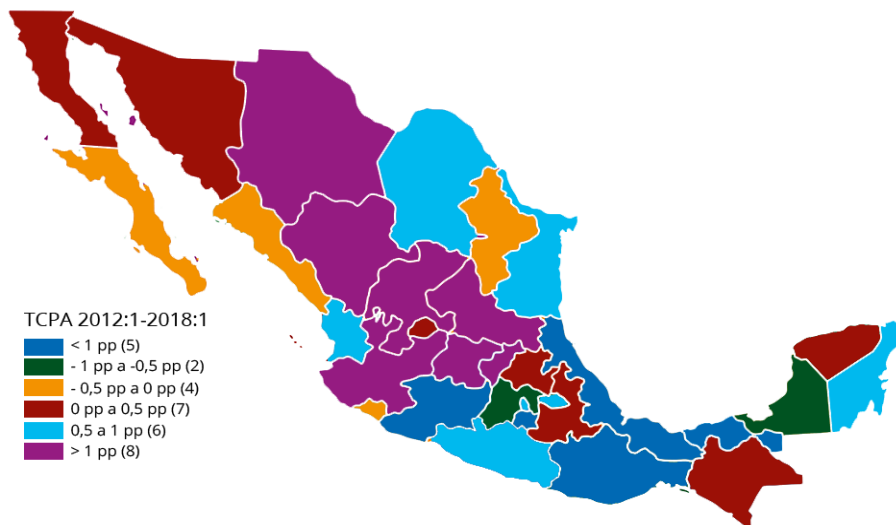 TCPA 2012:1-2018:1
< 1 pp (5)
- 1 pp a -0,5 pp (2)
- 0,5 pp a 0 pp (4)
0 pp a 0,5 pp (7)
0,5 a 1 pp (6)
> 1 pp (8)